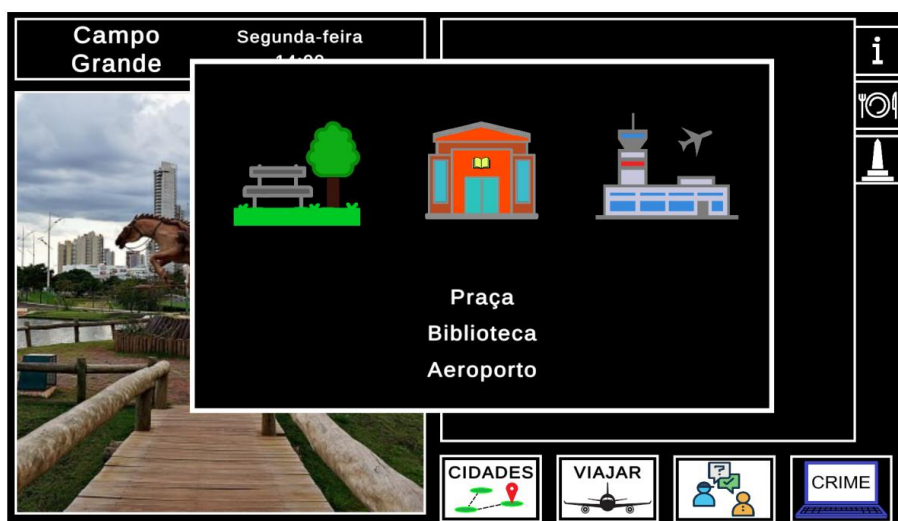 Campo
Grande
Segunda-feira
Praça
Biblioteca
Aeroporto
i
CIDADES
VIAJAR
?
CRIME